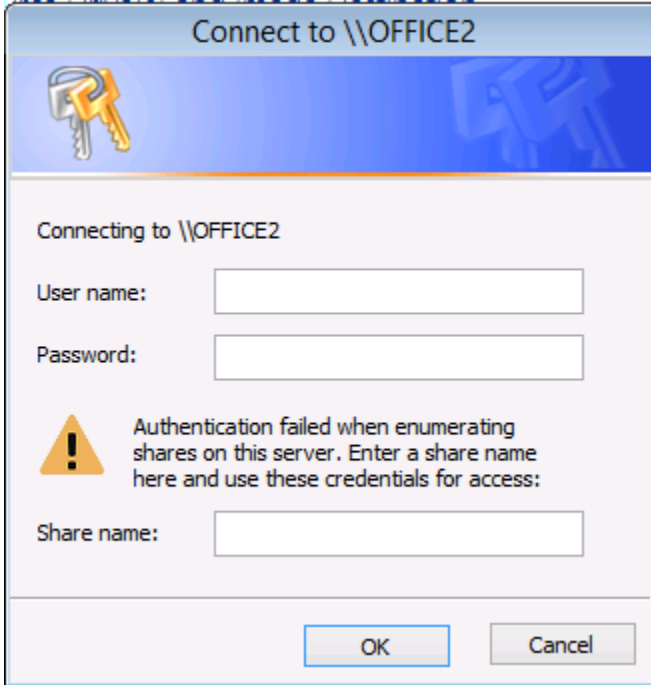 Connect to \\OFFICE2
Connecting to \\OFFICE2
User name:
Password:
Authentication failed when enumerating
shares on this server. Enter a share name
here and use these credentials for access:
Share name:
OK Cancel